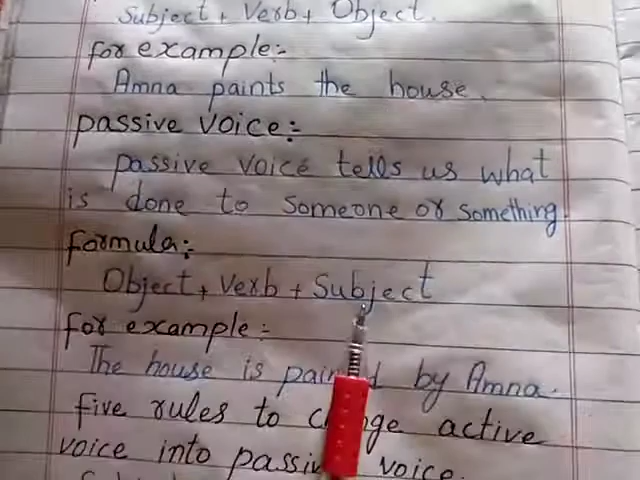 Subject + Verb + Object.
for example:-
Amna paints the house.
passive voice:-
passive voice tells us what
is done to someone or something.
formula:-
Object + verb + Subject
for example:-
The house is painted by Amna.
five rules to change active
voice into passive voice.